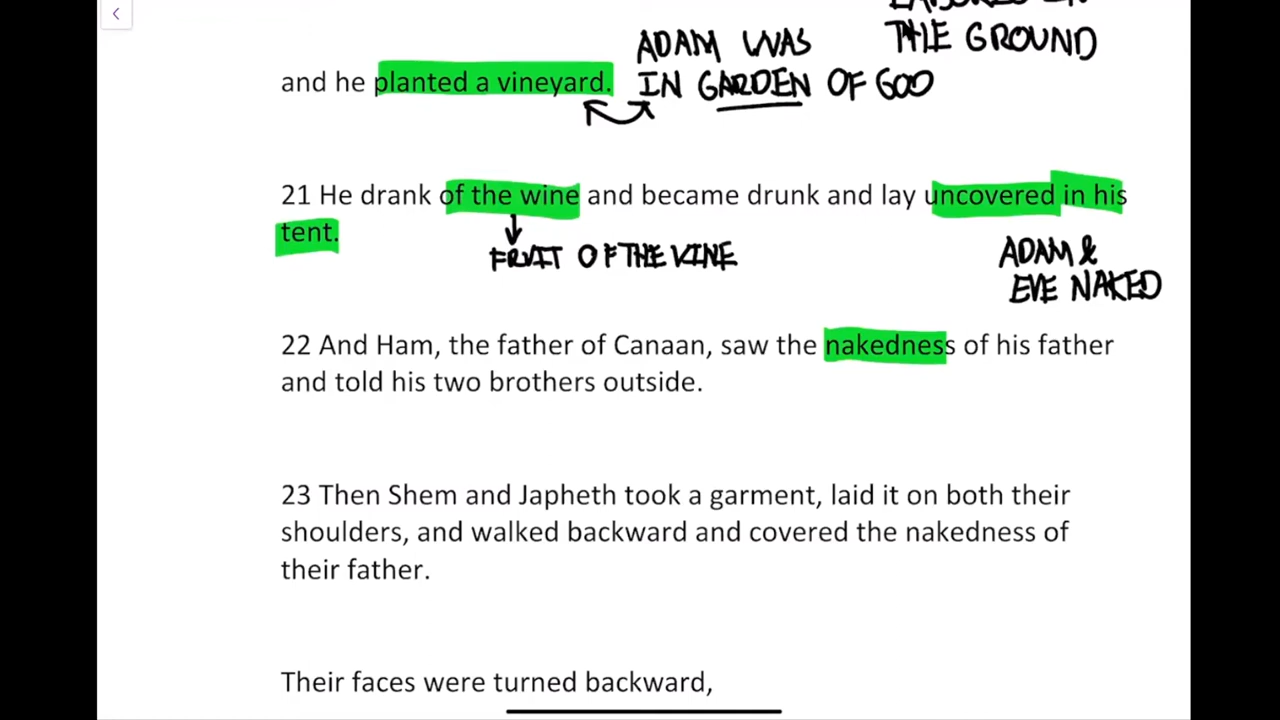 THE GROUND
ADAM WAS
and he planted a vineyard. IN GARDEN OF GOD
21 He drank of the wine and became drunk and lay uncovered in his
tent.
FRUIT OF THE VINE
ADAM &
EVE NAKED
22 And Ham, the father of Canaan, saw the nakedness of his father
and told his two brothers outside.
23 Then Shem and Japheth took a garment, laid it on both their
shoulders, and walked backward and covered the nakedness of
their father.
Their faces were turned backward,